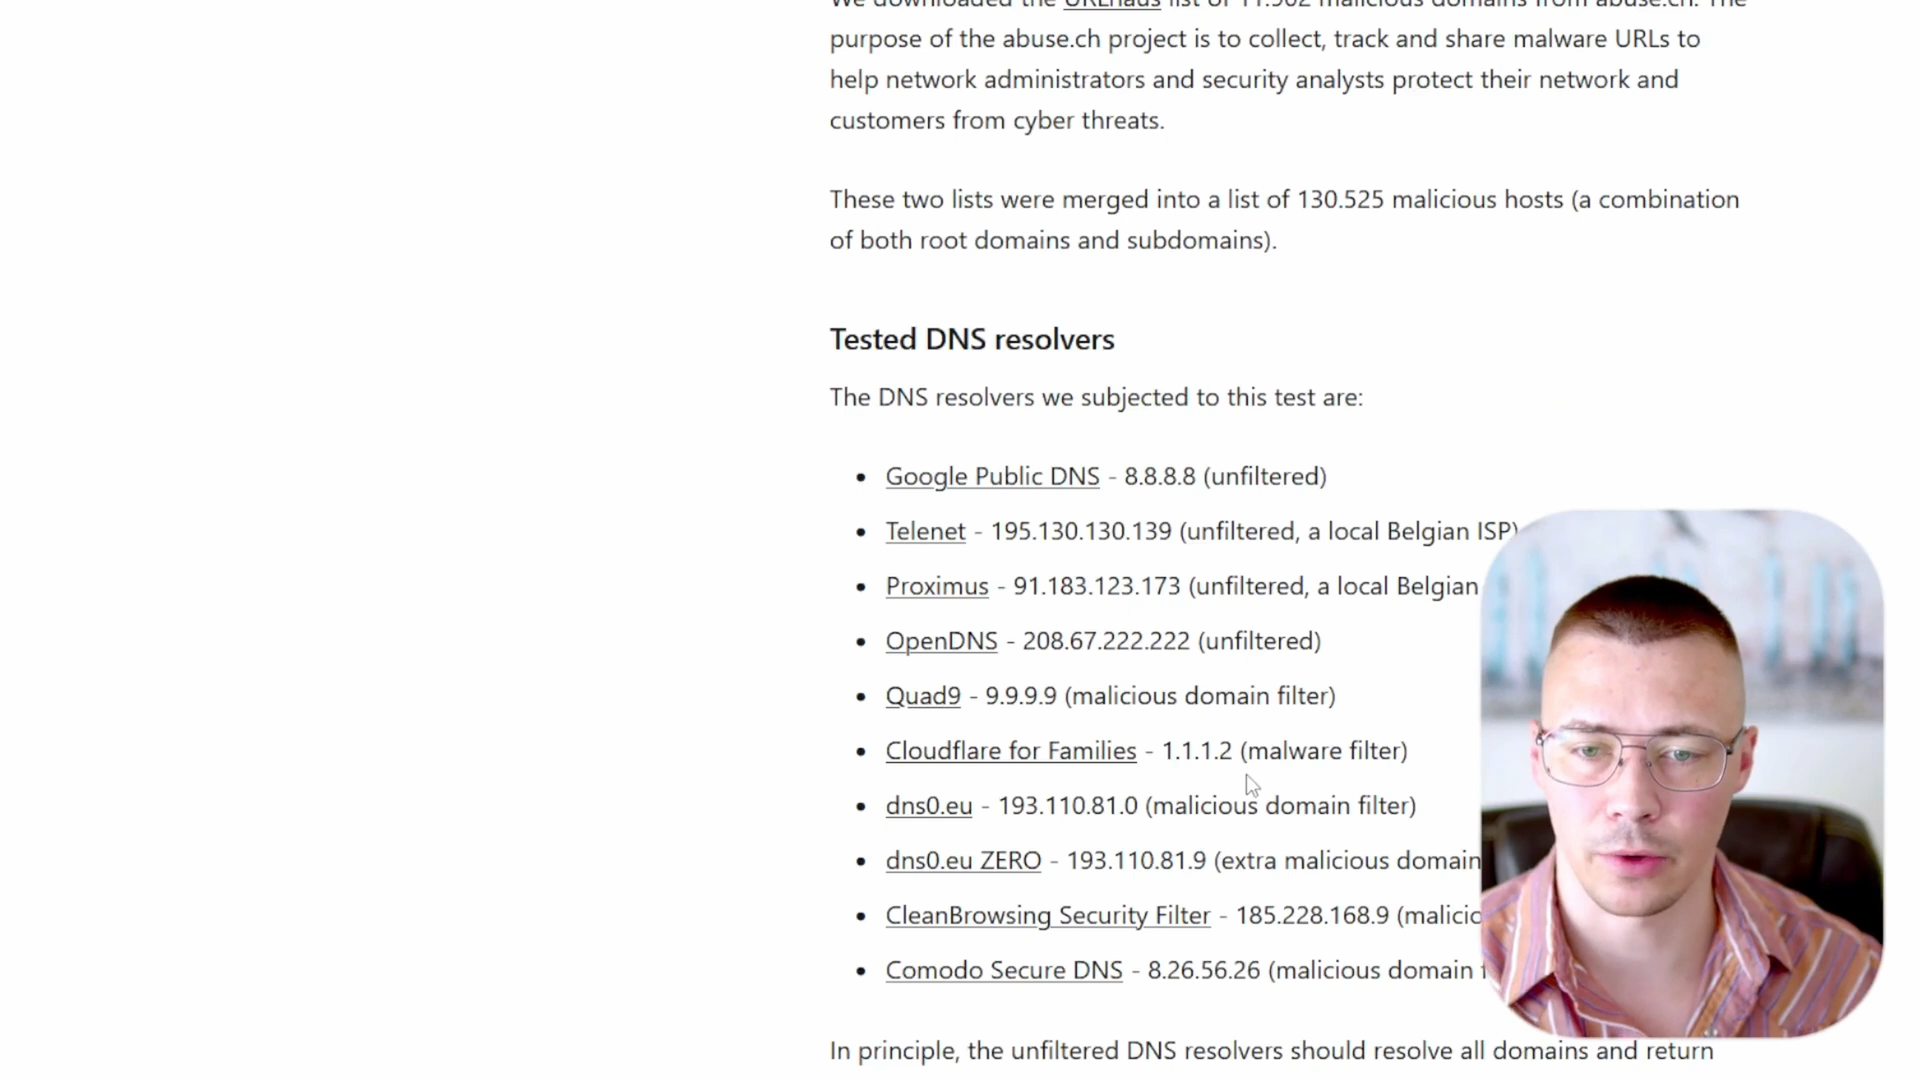 purpose of the abuse.ch project is to collect, track and share malware URLs to
help network administrators and security analysts protect their network and
customers from cyber threats.
These two lists were merged into a list of 130.525 malicious hosts (a combination
of both root domains and subdomains).
Tested DNS resolvers
The DNS resolvers we subjected to this test are:
• Google Public DNS - 8.8.8.8 (unfiltered)
• Telenet - 195.130.130.139 (unfiltered, a local Belgian ISP)
• Proximus - 91.183.123.173 (unfiltered, a local Belgian
• OpenDNS - 208.67.222.222 (unfiltered)
• Quad9 - 9.9.9.9 (malicious domain filter)
• Cloudflare for Families - 1.1.1.2 (malware filter)
• dns0.eu - 193.110.81.0 (malicious domain filter)
• dns0.eu ZERO - 193.110.81.9 (extra malicious domain
• CleanBrowsing Security Filter - 185.228.168.9 (malicio
• Comodo Secure DNS - 8.26.56.26 (malicious domain
In principle, the unfiltered DNS resolvers should resolve all domains and return